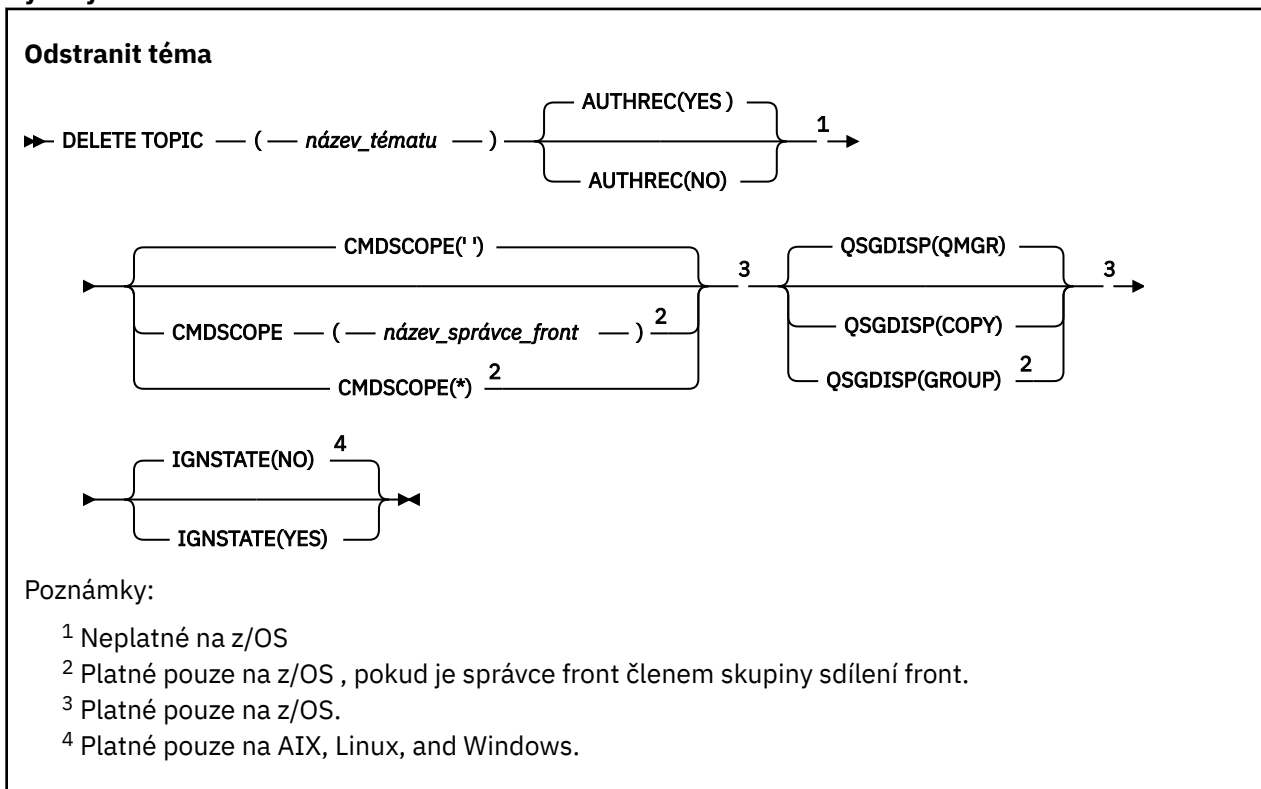 Odstranit téma
AUTHREC(YES )
DELETE TOPIC ( název_tématu ) 1
AUTHREC(NO)
CMDSCOPE(' ') QSGDISP(QMGR)
3 3
CMDSCOPE ( název_správce_front ) 2 QSGDISP(COPY)
CMDSCOPE(*) 2 QSGDISP(GROUP) 2
IGNSTATE(NO) 4
IGNSTATE(YES)
Poznámky:
1 Neplatné na z/OS
2 Platné pouze na z/OS , pokud je správce front členem skupiny sdílení front.
3 Platné pouze na z/OS.
4 Platné pouze na AIX, Linux, and Windows.